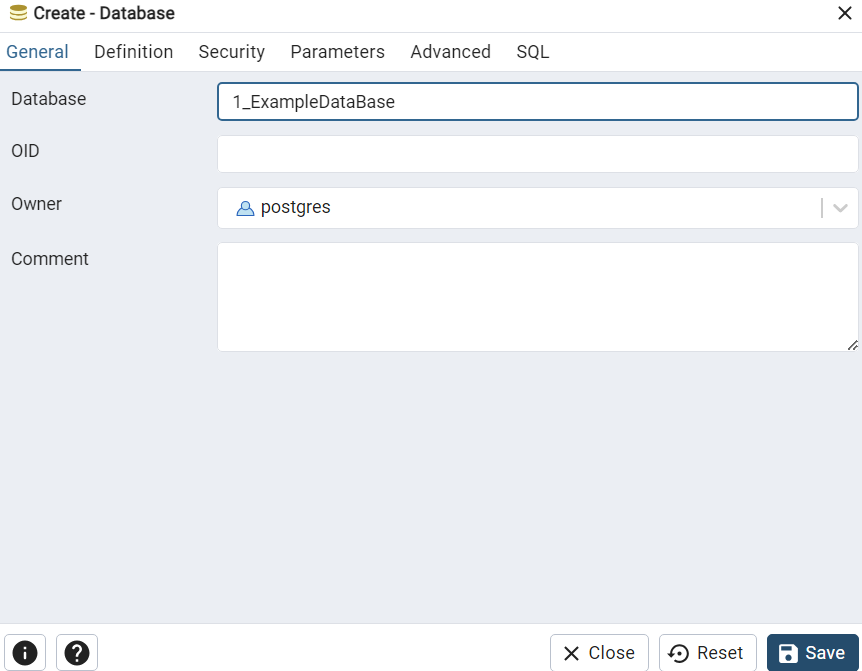 Create - Database
General Definition Security Parameters Advanced SQL
Database 1_ExampleDataBase
OID
Owner postgres
Comment
Close Reset Save